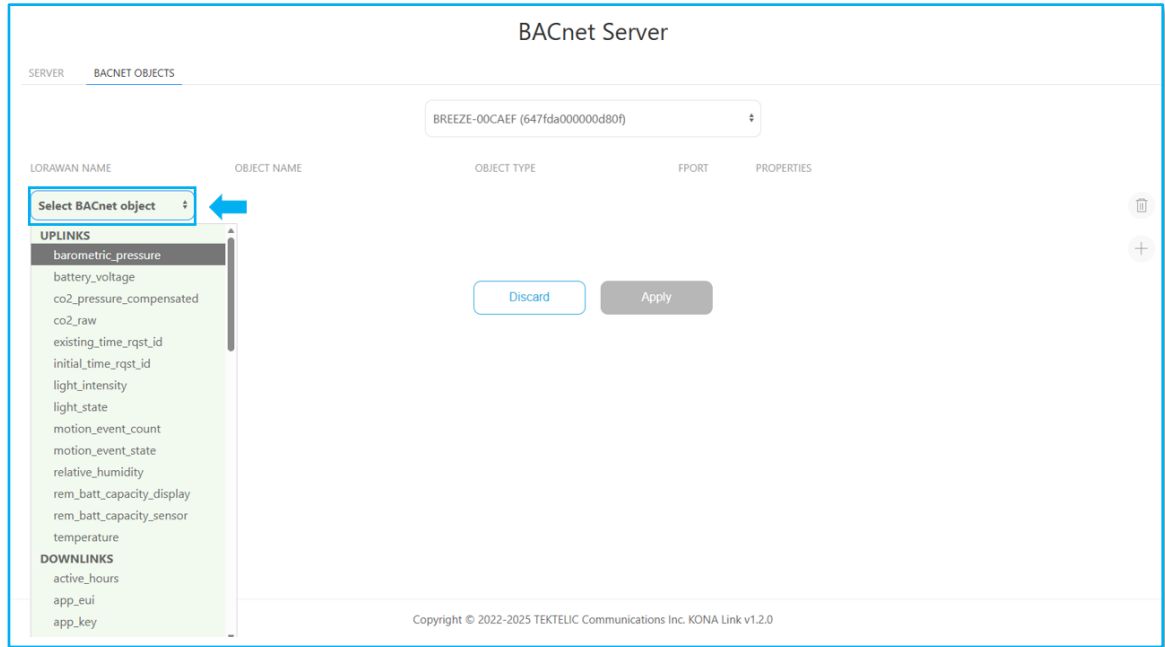 BACnet Server
SERVER BACNET OBJECTS
BREEZE-00CAEF (647fda000000d80f)
LORAWAN NAME OBJECT NAME OBJECT TYPE FPORT PROPERTIES
Select BACnet object
UPLINKS
barometric_pressure
battery_voltage
co2_pressure_compensated
co2_raw
existing_time_rqst_id
initial_time_rqst_id
light_intensity
light_state
motion_event_count
motion_event_state
relative_humidity
rem_batt_capacity_display
rem_batt_capacity_sensor
temperature
DOWNLINKS
active_hours
app_eui
app_key
Discard Apply
Copyright © 2022-2025 TEKTELIC Communications Inc. KONA Link v1.2.0